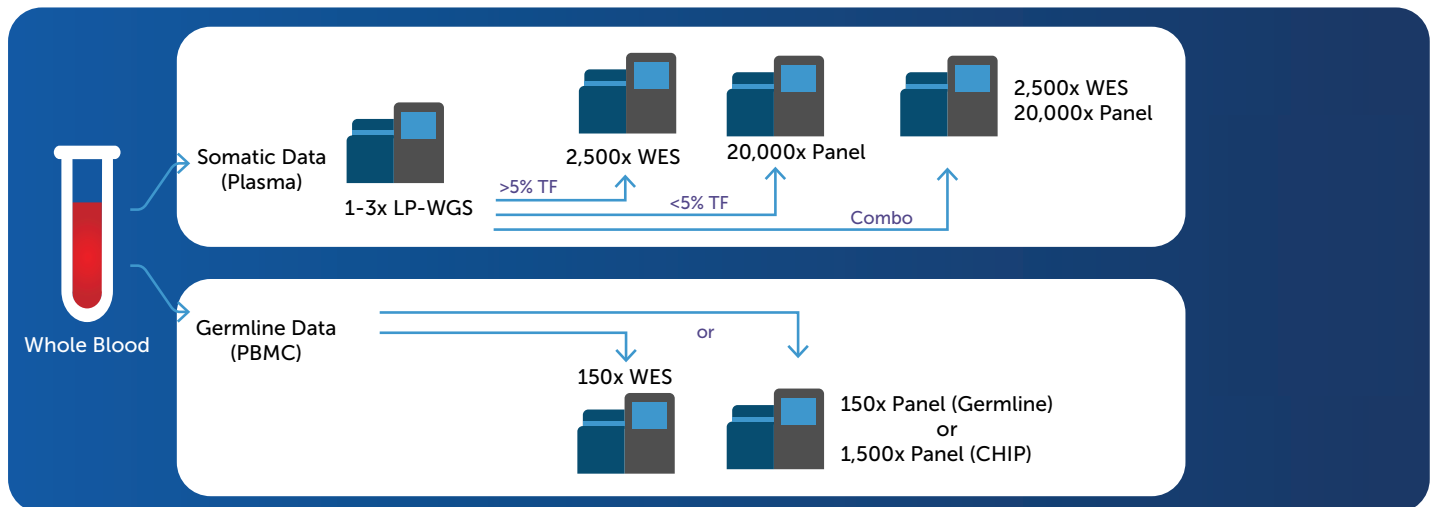 Whole Blood
Somatic Data
(Plasma)
1-3x LP-WGS
>5% TF
<5% TF
Combo
2,500x WES
20,000x Panel
2,500x WES
20,000x Panel
Germline Data
(PBMC)
or
150x WES
150x Panel (Germline)
or
1,500x Panel (CHIP)